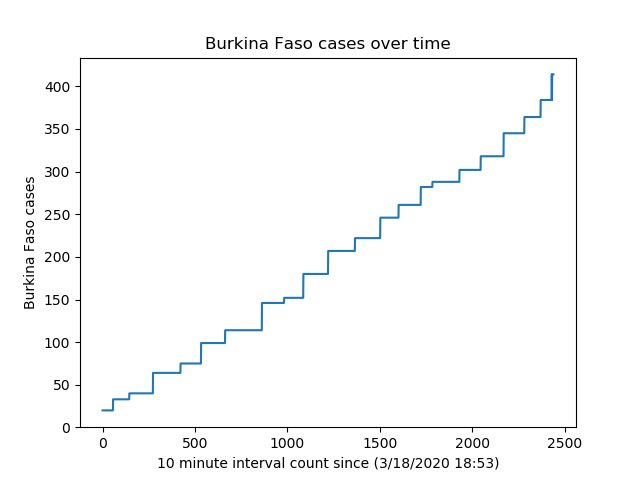 Burkina Faso cases over time
Burkina Faso cases
400
350
300
250
200
150
100
50
0
0 500 1000 1500 2000 2500
10 minute interval count since (3/18/2020 18:53)